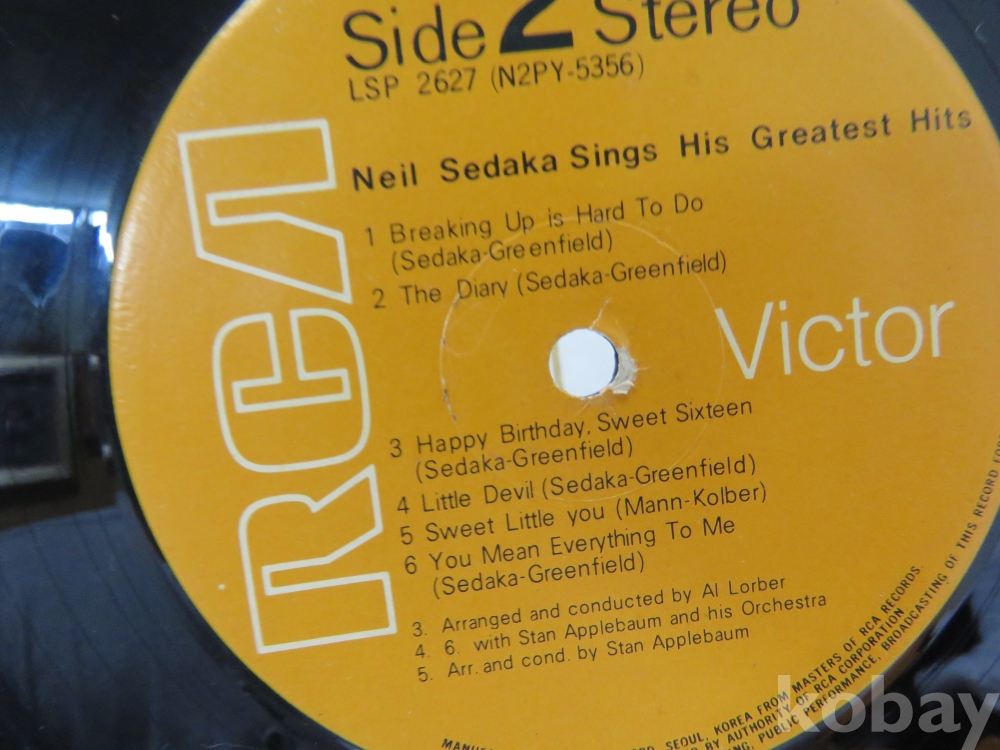 Side 2 Stereo
LSP 2627 (N2PY-5356)
Neil Sedaka Sings His Greatest Hits
1 Breaking Up is Hard To Do
(Sedaka-Greenfield)
2 The Diary (Sedaka-Greenfield)
RCA
Victor
3 Happy Birthday, Sweet Sixteen
(Sedaka-Greenfield)
4 Little Devil (Sedaka-Greenfield)
5 Sweet Little you (Mann-Kolber)
6 You Mean Everything To Me
(Sedaka-Greenfield)
3. Arranged and conducted by Al Lorber
4. 6. with Stan Applebaum and his Orchestra
5. Arr. and cond. by Stan Applebaum
SEOUL, KOREA FROM MASTERS OF RCA RECORDS.
BY AUTHORITY OF RCA CORPORATION
PUBLIC PERFORMANCE, BROADCASTING OF THIS RECORD
kobay